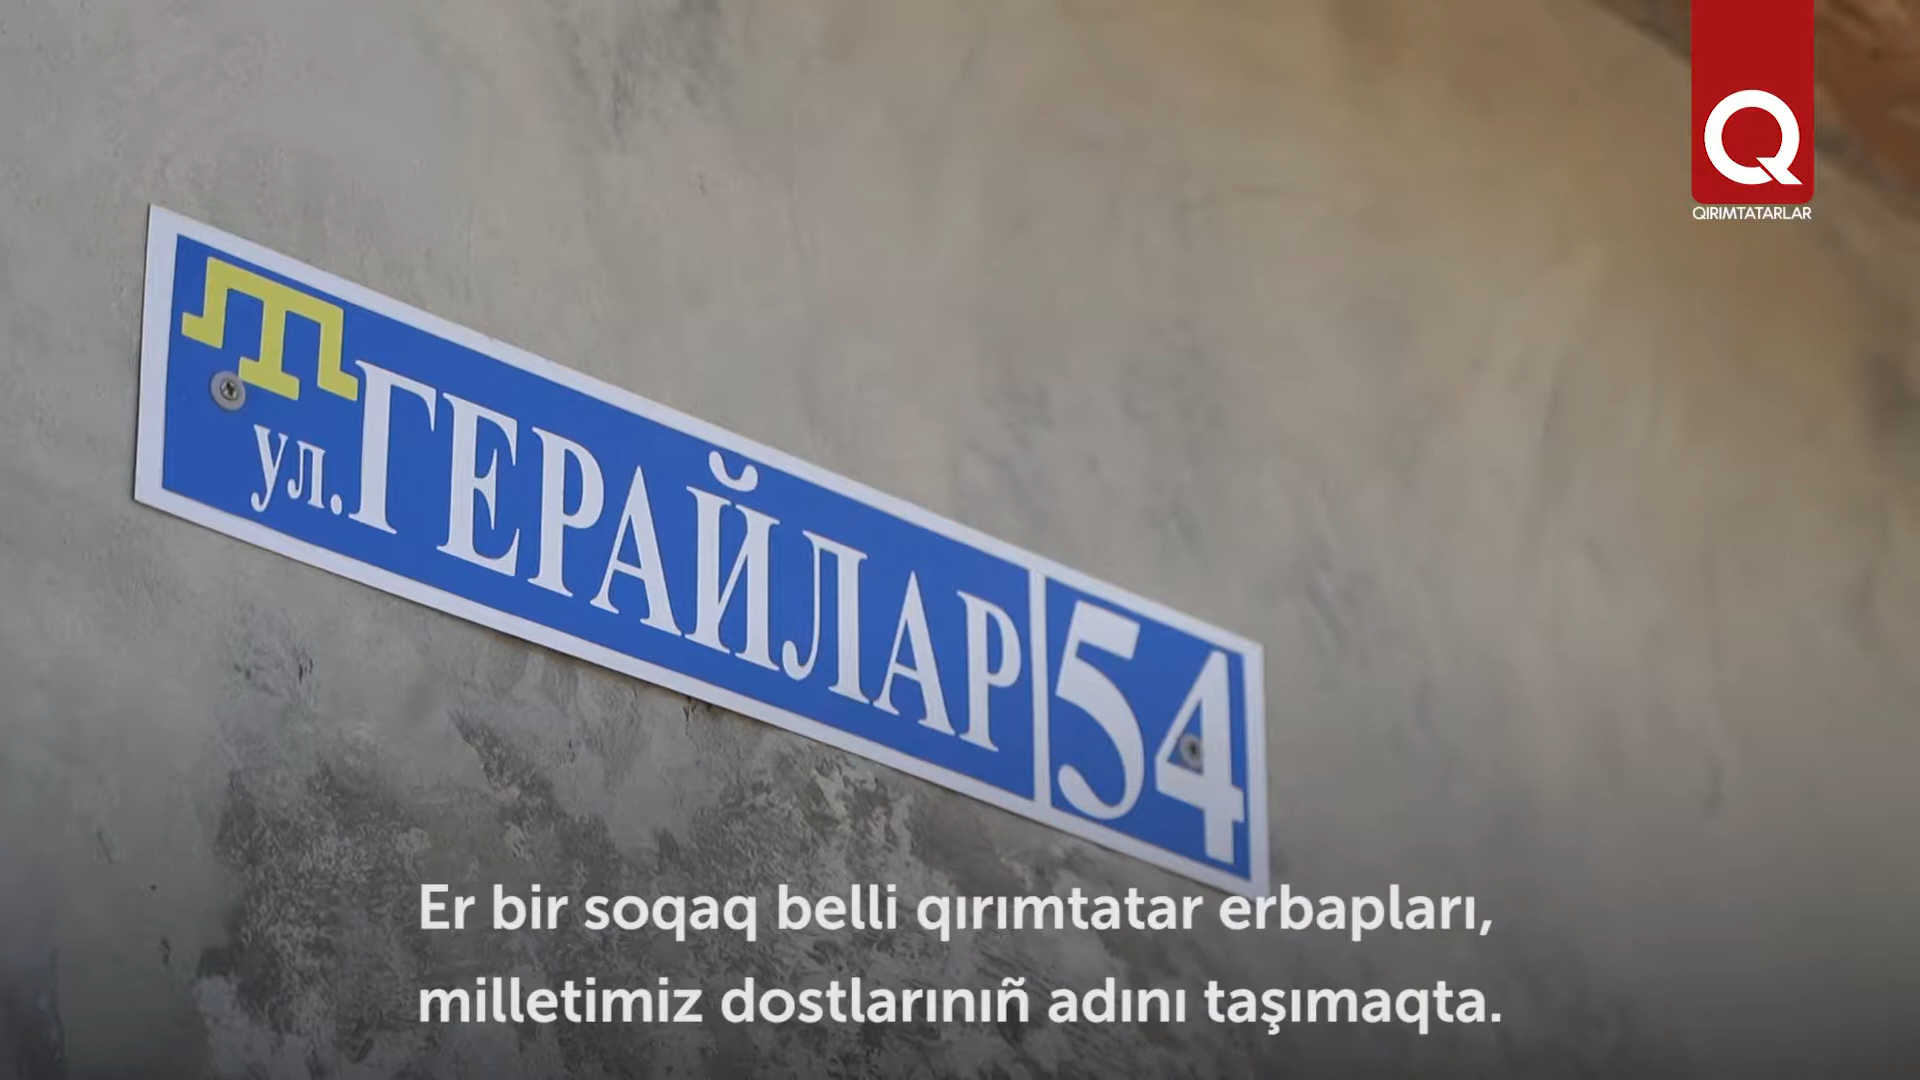 Q
QIRIMTATARLAR
ул. ГЕРАЙЛАР 54
Er bir soqaq belli qırımtatar erbapları,
milletimiz dostlarınıñ adını taşımaqta.